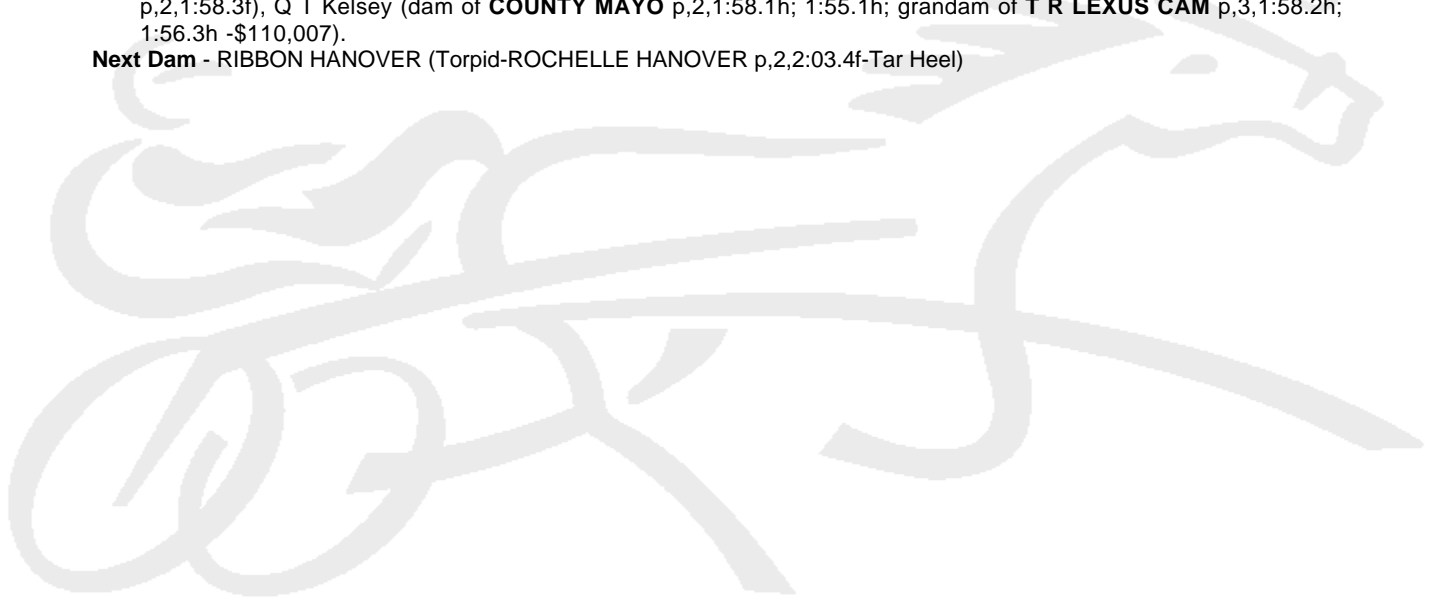 p,2,1:58.3f), Q T Kelsey (dam of COUNTY MAYO p,2,1:58.1h; 1:55.1h; grandam of T R LEXUS CAM p,3,1:58.2h;
1:56.3h -$110,007).
Next Dam - RIBBON HANOVER (Torpid-ROCHELLE HANOVER p,2,2:03.4f-Tar Heel)